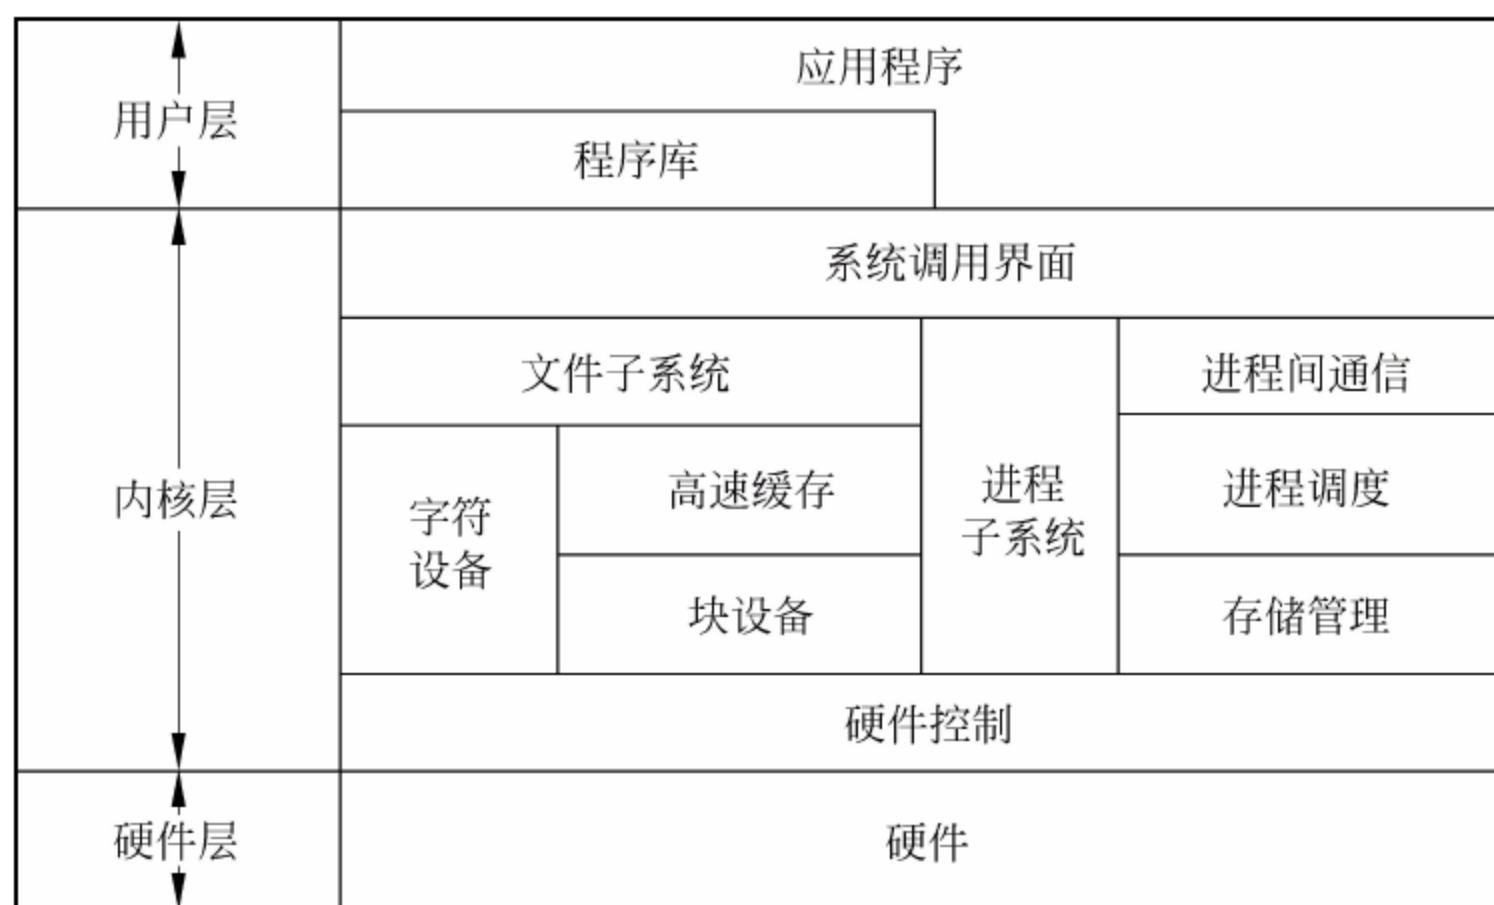 应用程序
用户层
程序库
系统调用界面
文件子系统
进程间通信
高速缓存
进程
子系统
进程调度
内核层
字符
设备
块设备
存储管理
硬件控制
硬件层
硬件